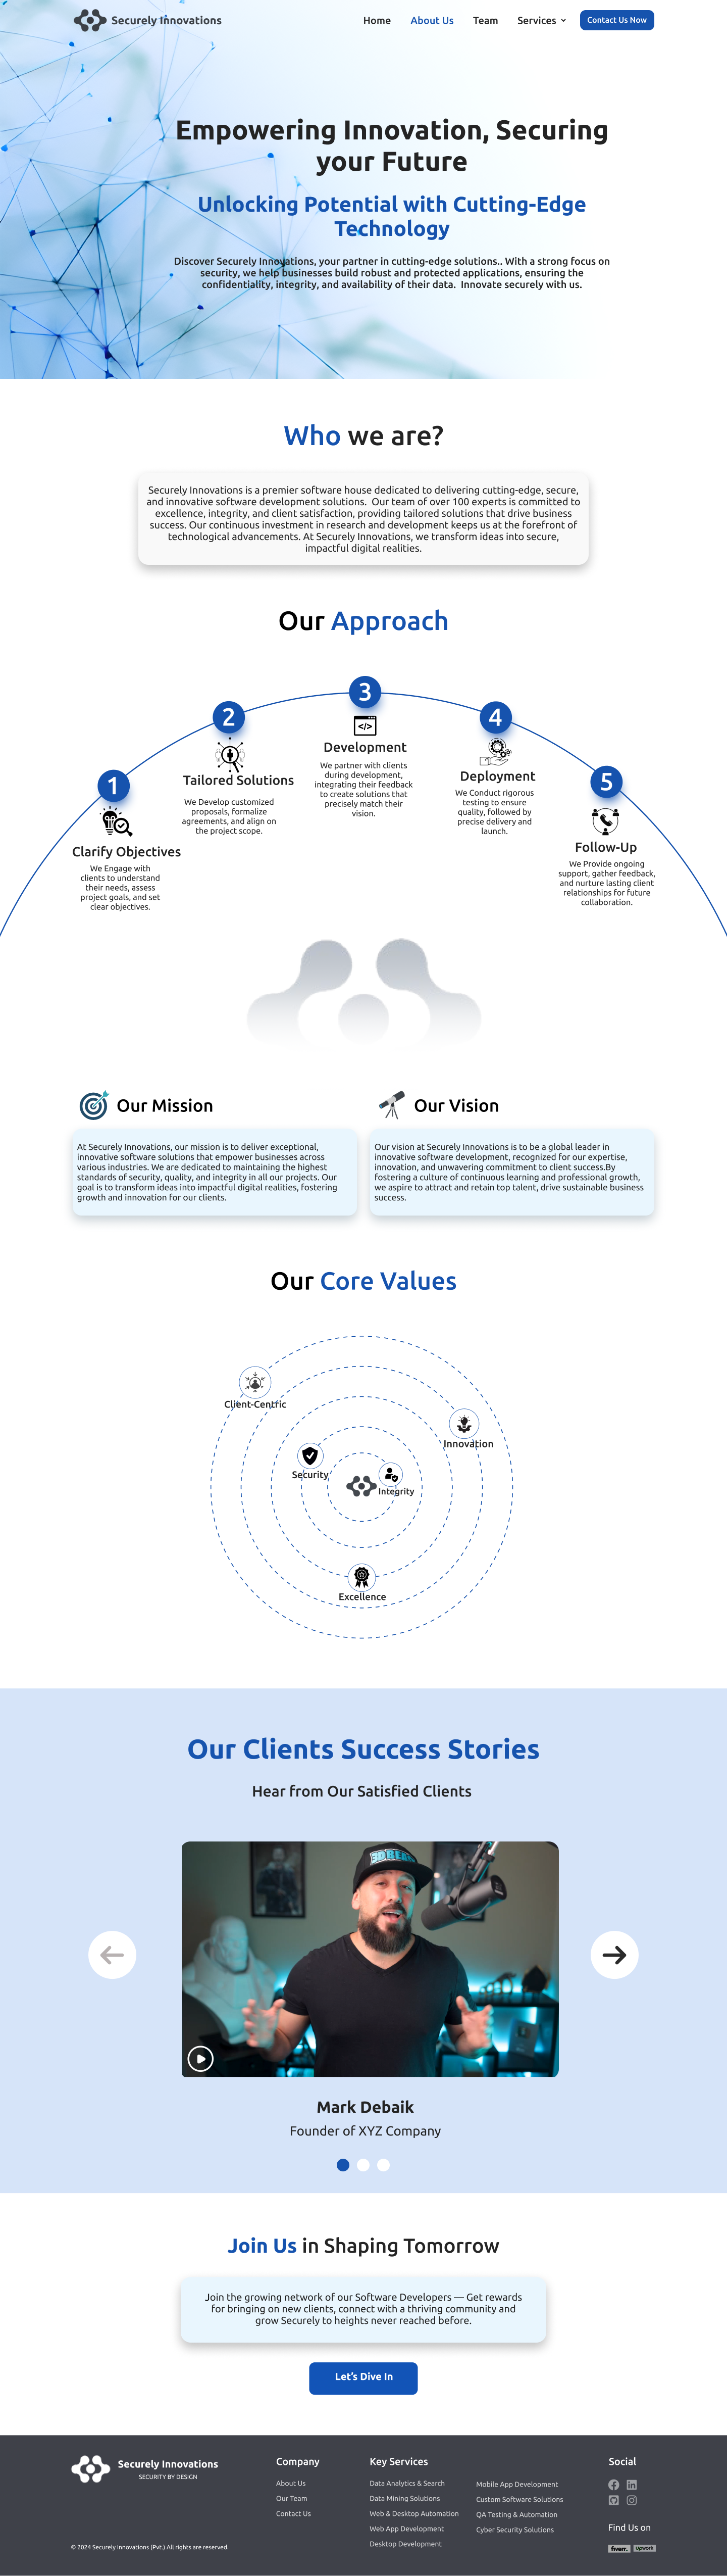 Securely Innovations
Home
About Us
Team
Services
Contact Us Now
Empowering Innovation, Securing
your Future
Unlocking Potential with Cutting-Edge
Technology
Discover Securely Innovations, your partner in cutting-edge solutions.. With a strong focus on
security, we help businesses build robust and protected applications, ensuring the
confidentiality, integrity, and availability of their data.  Innovate securely with us.
Who we are?
Securely Innovations is a premier software house dedicated to delivering cutting-edge, secure,
and innovative software development solutions.  Our team of over 100 experts is committed to
excellence, integrity, and client satisfaction, providing tailored solutions that drive business
success. Our continuous investment in research and development keeps us at the forefront of
technological advancements. At Securely Innovations, we transform ideas into secure,
impactful digital realities.
Our Approach
1
Clarify Objectives
We Engage with
clients to understand
their needs, assess
project goals, and set
clear objectives.
2
Tailored Solutions
We Develop customized
proposals, formalize
agreements, and align on
the project scope.
3
</>
Development
We partner with clients
during development,
integrating their feedback
to create solutions that
precisely match their
vision.
4
Deployment
We Conduct rigorous
testing to ensure
quality, followed by
precise delivery and
launch.
5
Follow-Up
We Provide ongoing
support, gather feedback,
and nurture lasting client
relationships for future
collaboration.
Our Mission
At Securely Innovations, our mission is to deliver exceptional,
innovative software solutions that empower businesses across
various industries. We are dedicated to maintaining the highest
standards of security, quality, and integrity in all our projects. Our
goal is to transform ideas into impactful digital realities, fostering
growth and innovation for our clients.
Our Vision
Our vision at Securely Innovations is to be a global leader in
innovative software development, recognized for our expertise,
innovation, and unwavering commitment to client success.By
fostering a culture of continuous learning and professional growth,
we aspire to attract and retain top talent, drive sustainable business
success.
Our Core Values
Client-Centric
Innovation
Security
Integrity
Excellence
Our Clients Success Stories
Hear from Our Satisfied Clients
Mark Debaik
Founder of XYZ Company
Join Us in Shaping Tomorrow
Join the growing network of our Software Developers — Get rewards
for bringing on new clients, connect with a thriving community and
grow Securely to heights never reached before.
Let's Dive In
Securely Innovations
SECURITY BY DESIGN
© 2024 Securely Innovations (Pvt.) All rights are reserved.
Company
About Us
Our Team
Contact Us
Key Services
Data Analytics & Search
Data Mining Solutions
Web & Desktop Automation
Web App Development
Desktop Development
Mobile App Development
Custom Software Solutions
QA Testing & Automation
Cyber Security Solutions
Social
Find Us on
fiverr.
upwork